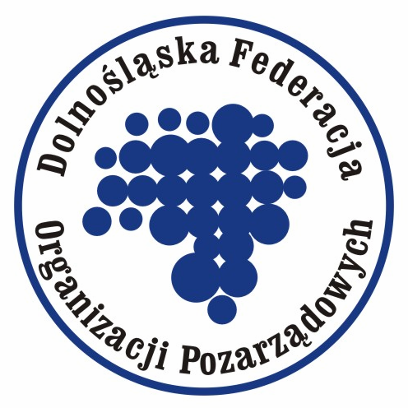 Dolnośląska Federacja
Organizacji Pozarządowych